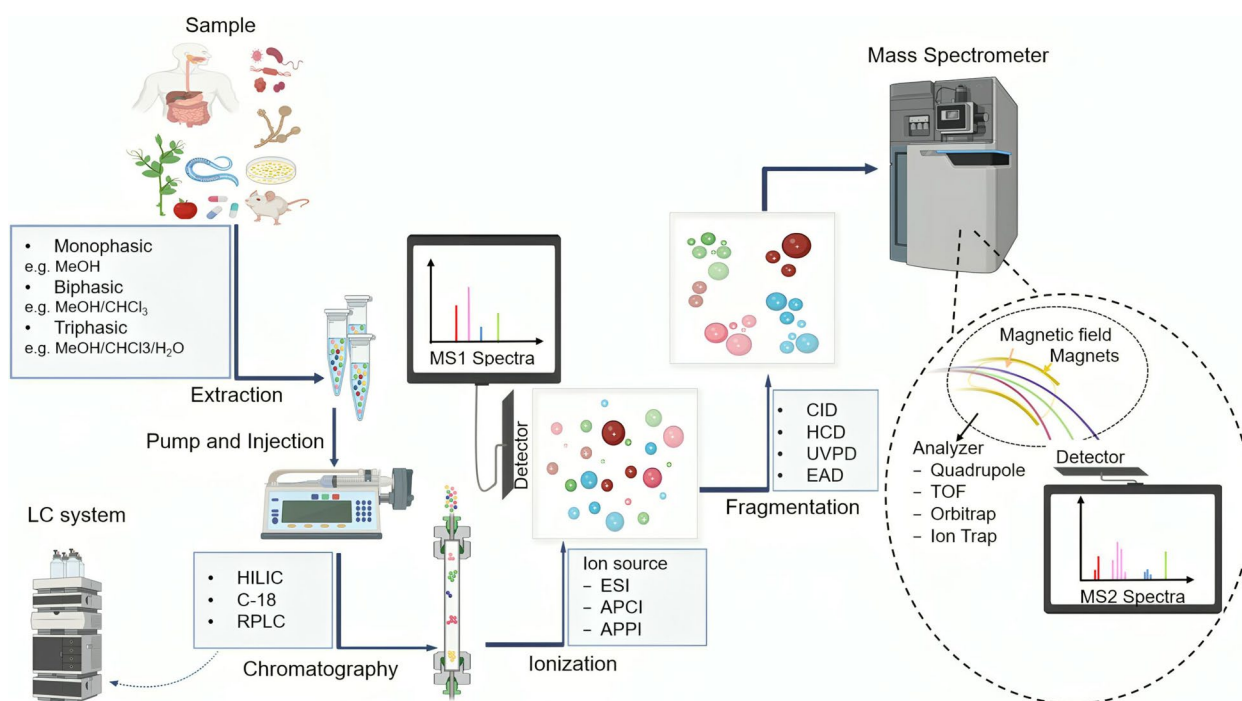 Sample
• Monophasic
e.g. MeOH
• Biphasic
e.g. MeOH/CHCl₃
• Triphasic
e.g. MeOH/CHCl3/H₂O
Extraction
Pump and Injection
LC system
• HILIC
• C-18
• RPLC
Chromatography
MS1 Spectra
Detector
Ion source
– ESI
– APCI
– APPI
Ionization
• CID
• HCD
• UVPD
• EAD
Fragmentation
Mass Spectrometer
Magnetic field
Magnets
Analyzer
– Quadrupole
– TOF
– Orbitrap
– Ion Trap
Detector
MS2 Spectra